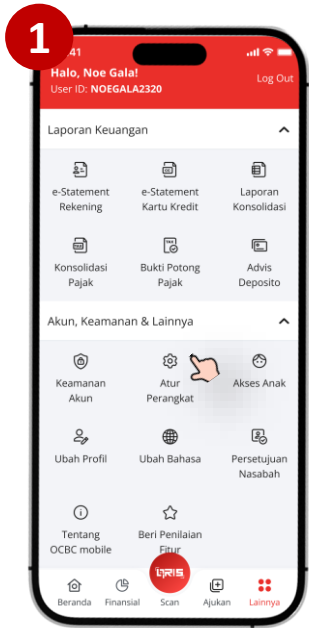 1
41
Halo, Noe Gala!
Log Out
User ID: NOEGALA2320
Laporan Keuangan
e-Statement Rekening
e-Statement Kartu Kredit
Laporan Konsolidasi
Konsolidasi Pajak
Bukti Potong Pajak
Advis Deposito
Akun, Keamanan & Lainnya
Keamanan Akun
Atur Perangkat
Akses Anak
Ubah Profil
Ubah Bahasa
Persetujuan Nasabah
Tentang OCBC mobile
Beri Penilaian Fitur
QRIS
Beranda
Finansial
Scan
Ajukan
Lainnya